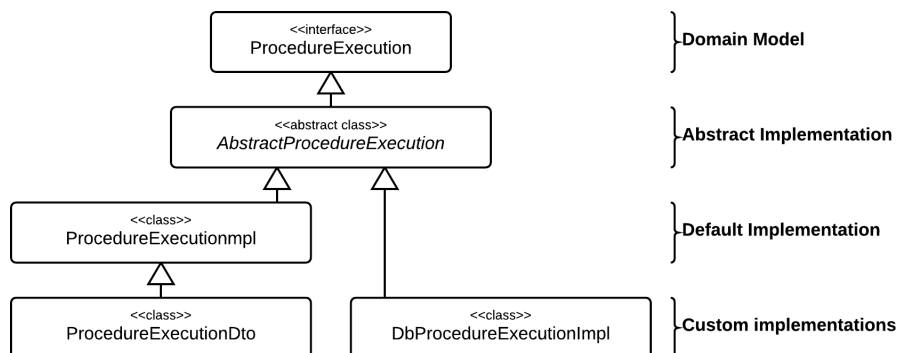 <<interface>>
ProcedureExecution
Domain Model
<<abstract class>>
AbstractProcedureExecution
Abstract Implementation
<<class>>
ProcedureExecutionmpl
Default Implementation
<<class>>
ProcedureExecutionDto
<<class>>
DbProcedureExecutionImpl
Custom implementations